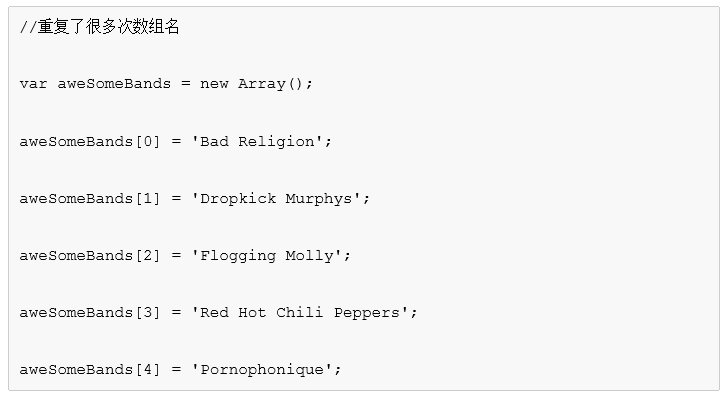 //重复了很多次数组名
var aweSomeBands = new Array();
aweSomeBands[0] = 'Bad Religion';
aweSomeBands[1] = 'Dropkick Murphys';
aweSomeBands[2] = 'Flogging Molly';
aweSomeBands[3] = 'Red Hot Chili Peppers';
aweSomeBands[4] = 'Pornophonique';